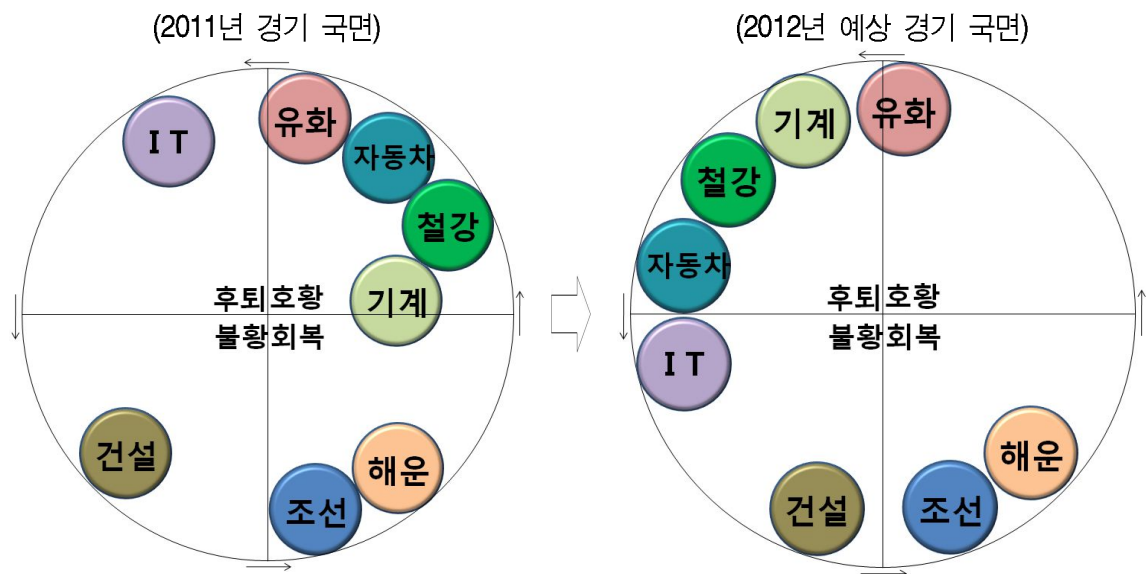 (2011년 경기 국면)
IT
유화
자동차
철강
기계
후퇴 호황
불황 회복
건설
해운
조선
(2012년 예상 경기 국면)
기계
유화
철강
자동차
후퇴 호황
불황 회복
IT
해운
건설
조선